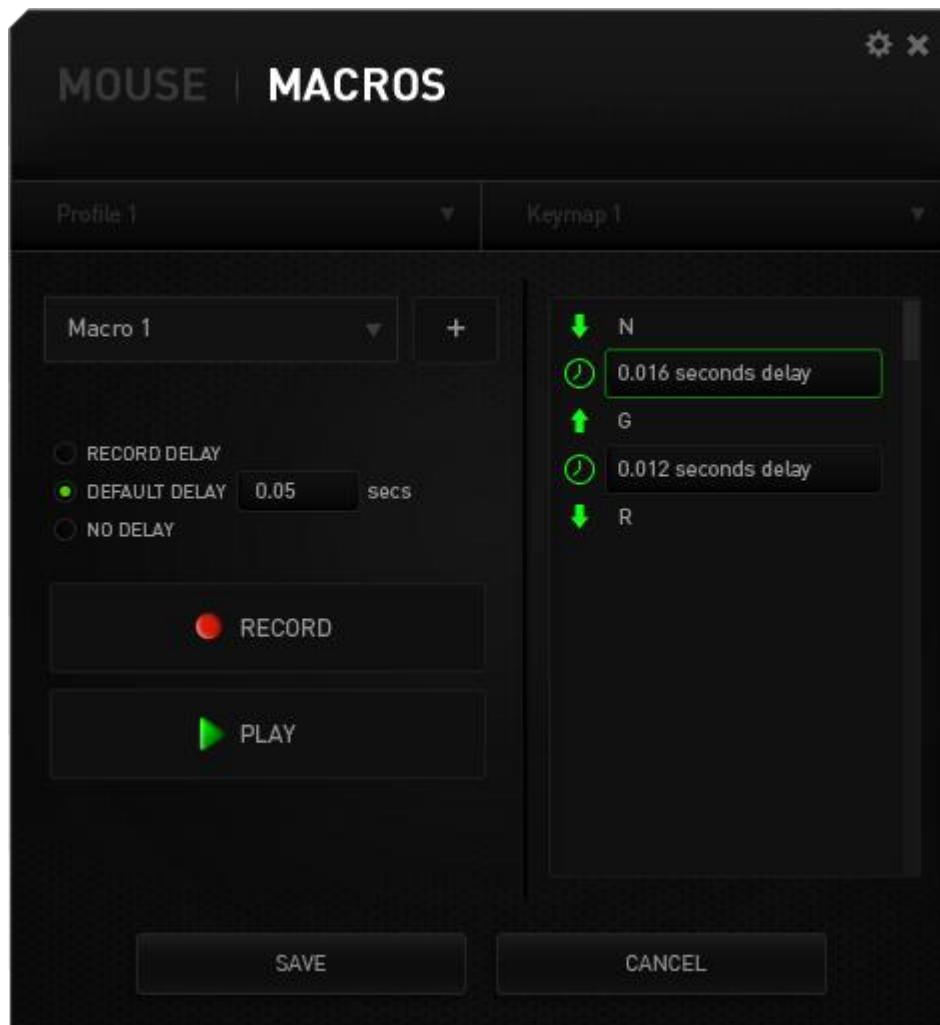 MOUSE | MACROS
Profile 1
Keymap 1
Macro 1
+
RECORD DELAY
DEFAULT DELAY 0.05 secs
NO DELAY
RECORD
PLAY
N
0.016 seconds delay
G
0.012 seconds delay
R
SAVE
CANCEL